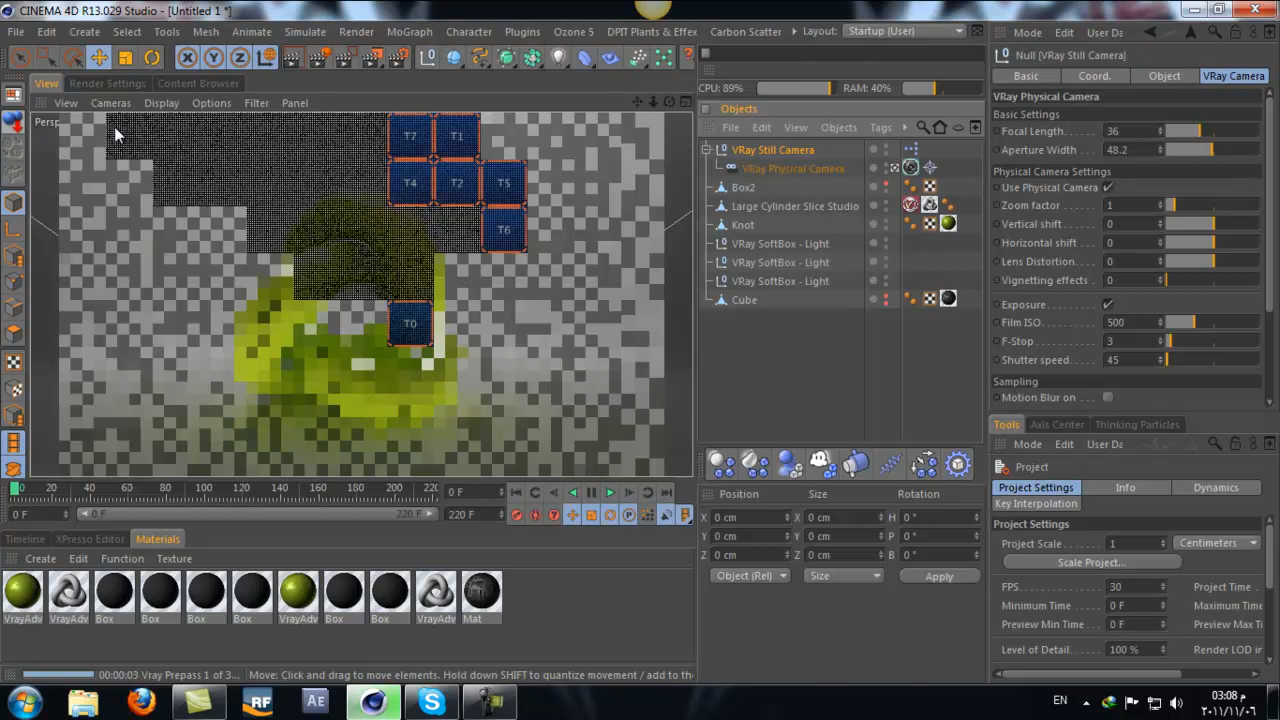 CINEMA 4D R13.029 Studio - [Untitled 1 *]
File Edit Create Select Tools Mesh Animate Simulate Render MoGraph Character Plugins Ozone 5 DPIT Plants & Effex Carbon Scatter Layout: Startup (User)
View Render Settings Content Browser
View Cameras Display Options Filter Panel
Persp
T7 T1
T4 T2 T5
T6
T0
0 20 40 60 80 100 120 140 160 180 200 220
0 F
0 F 0 F 220 F 220 F
Timeline XPresso Editor Materials
Create Edit Function Texture
VrayAdv VrayAdv Box Box Box Box VrayAdv Box Box VrayAdv Mat
00:00:03 Vray Prepass 1 of 3... Move: Click and drag to move elements. Hold down SHIFT to quantize movement / add to the
CPU: 89% RAM: 40%
Objects
File Edit View Objects Tags
VRay Still Camera
VRay Physical Camera
Box2
Large Cylinder Slice Studio
Knot
VRay SoftBox - Light
VRay SoftBox - Light
VRay SoftBox - Light
Cube
Position Size Rotation
X 0 cm X 0 cm H 0 °
Y 0 cm Y 0 cm P 0 °
Z 0 cm Z 0 cm B 0 °
Object (Rel) Size Apply
Mode Edit User Da
Null [VRay Still Camera]
Basic Coord. Object VRay Camera
VRay Physical Camera
Basic Settings
Focal Length 36
Aperture Width 48.2
Physical Camera Settings
Use Physical Camera
Zoom factor 1
Vertical shift 0
Horizontal shift 0
Lens Distortion 0
Vignetting effects 0
Exposure
Film ISO 500
F-Stop 3
Shutter speed 45
Sampling
Motion Blur on
Tools Axis Center Thinking Particles
Mode Edit User Da
Project
Project Settings Info Dynamics
Key Interpolation
Project Settings
Project Scale 1 Centimeters
Scale Project...
FPS 30 Project Time
Minimum Time 0 F Maximum Time
Preview Min Time 0 F Preview Max T
Level of Detail 100 % Render LOD in
RF Ae S EN
03:08 م
٢٠١١/١١/٠٦